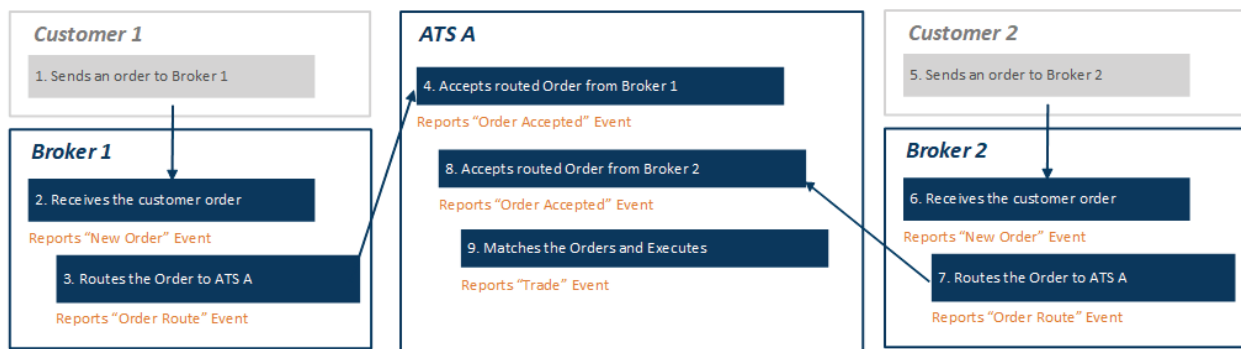 Customer 1
1. Sends an order to Broker 1
Broker 1
2. Receives the customer order
Reports “New Order” Event
3. Routes the Order to ATS A
Reports “Order Route” Event
ATS A
4. Accepts routed Order from Broker 1
Reports “Order Accepted” Event
8. Accepts routed Order from Broker 2
Reports “Order Accepted” Event
9. Matches the Orders and Executes
Reports “Trade” Event
Customer 2
5. Sends an order to Broker 2
Broker 2
6. Receives the customer order
Reports “New Order” Event
7. Routes the Order to ATS A
Reports “Order Route” Event